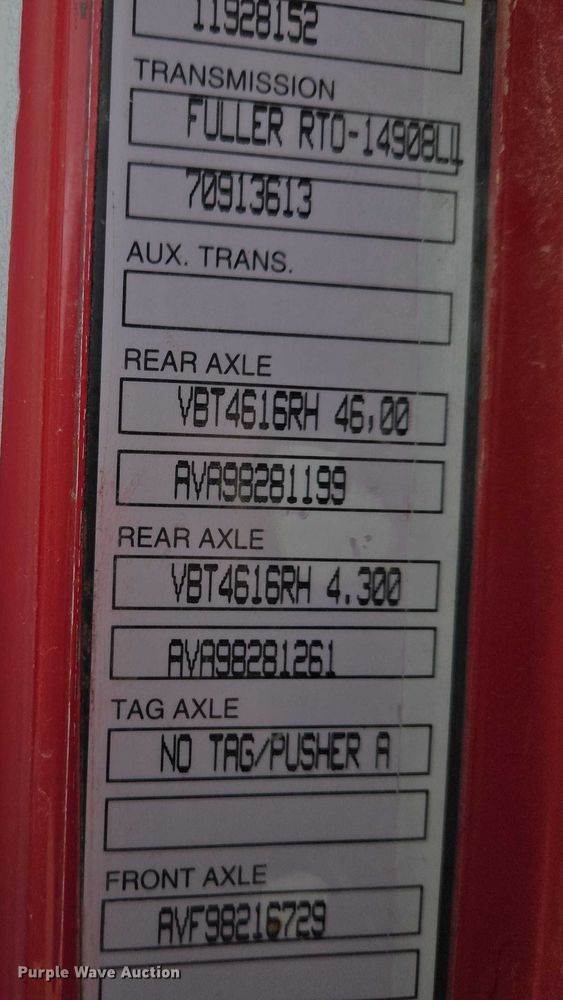 11928152
TRANSMISSION
FULLER RTO-14908LL
70913613
AUX. TRANS.
REAR AXLE
VBT4616RH 46,00
AVA98281199
REAR AXLE
VBT4616RH 4.300
AVA98281261
TAG AXLE
NO TAG/PUSHER A
FRONT AXLE
AVF98216729
Purple Wave Auction